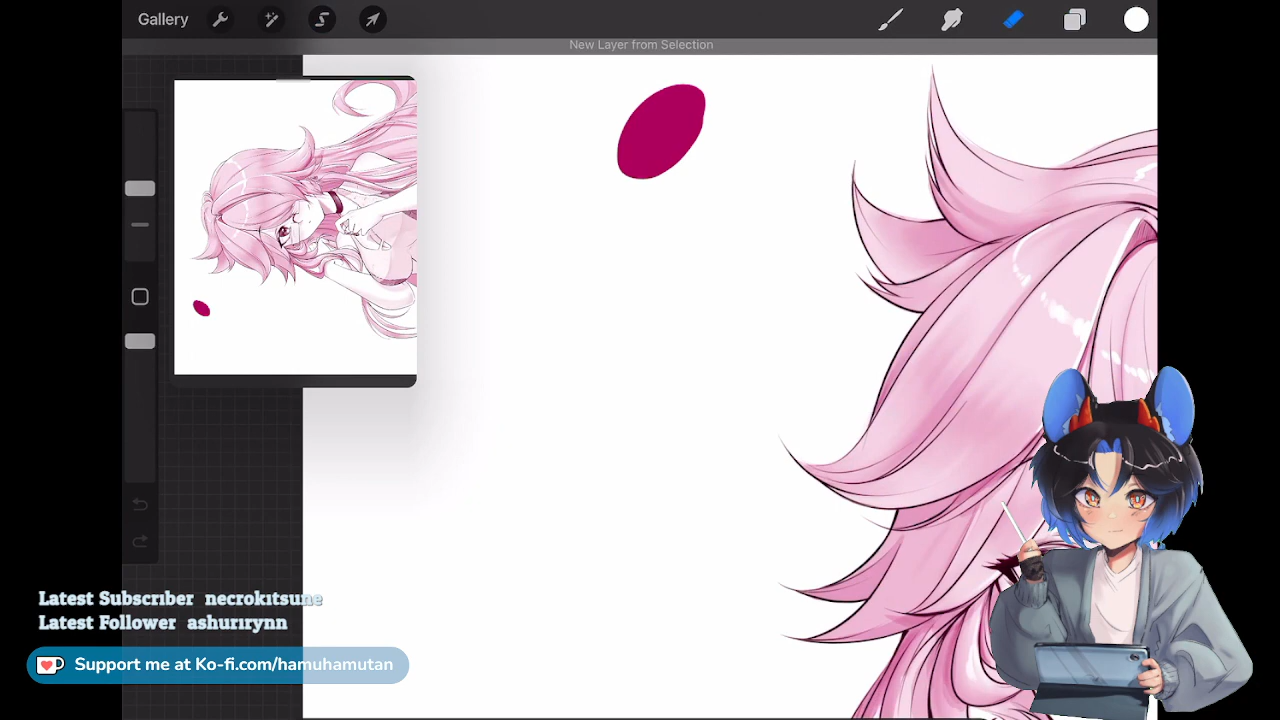 Gallery
New Layer from Selection
Latest Subscriber necrokitsune
Latest Follower ashurirynn
Support me at Ko-fi.com/hamuhamutan